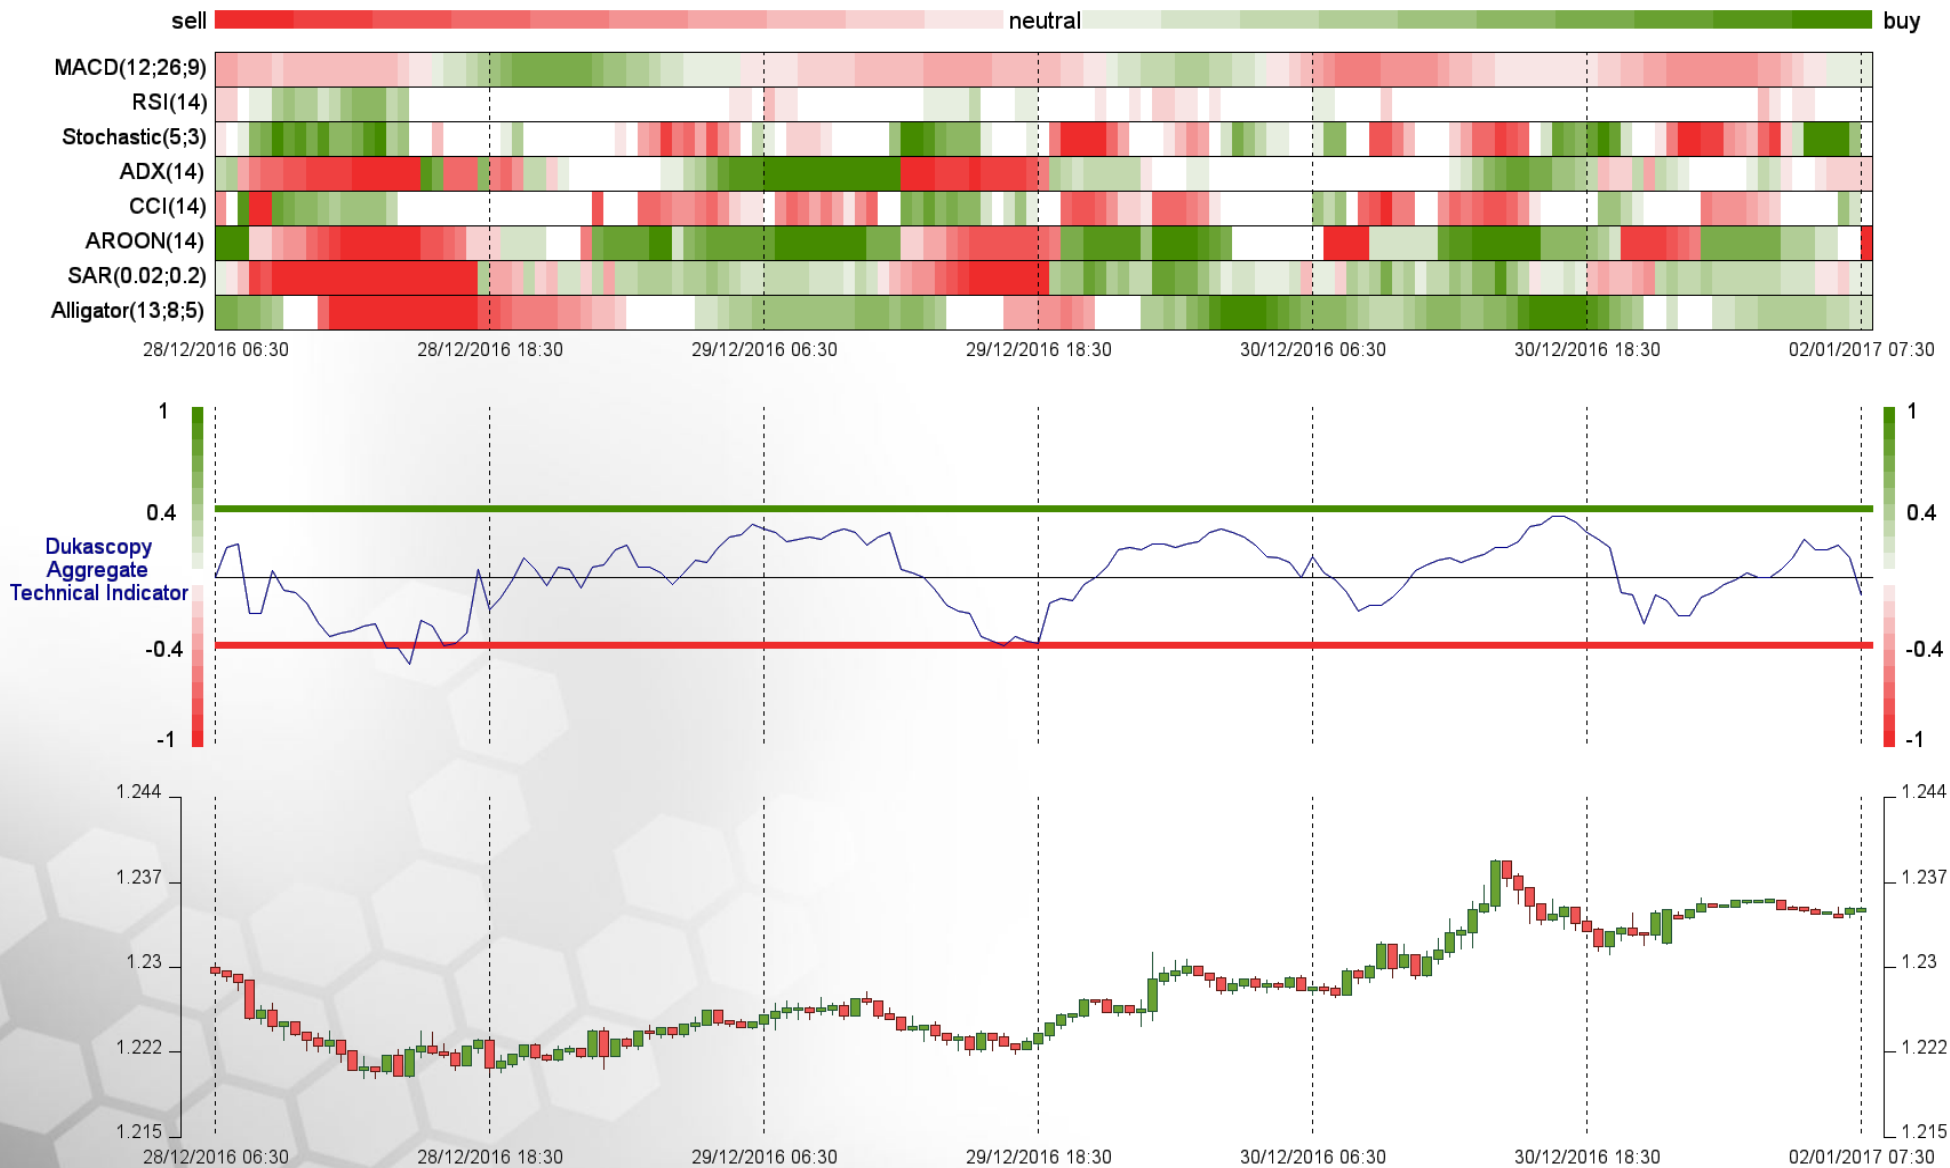 sell neutral buy
MACD(12;26;9)
RSI(14)
Stochastic(5;3)
ADX(14)
CCI(14)
AROON(14)
SAR(0.02;0.2)
Alligator(13;8;5)
28/12/2016 06:30 28/12/2016 18:30 29/12/2016 06:30 29/12/2016 18:30 30/12/2016 06:30 30/12/2016 18:30 02/01/2017 07:30
1 1
0.4 0.4
Dukascopy
Aggregate
Technical Indicator
-0.4 -0.4
-1 -1
1.244 1.244
1.237 1.237
1.23 1.23
1.222 1.222
1.215 1.215
28/12/2016 06:30 28/12/2016 18:30 29/12/2016 06:30 29/12/2016 18:30 30/12/2016 06:30 30/12/2016 18:30 02/01/2017 07:30